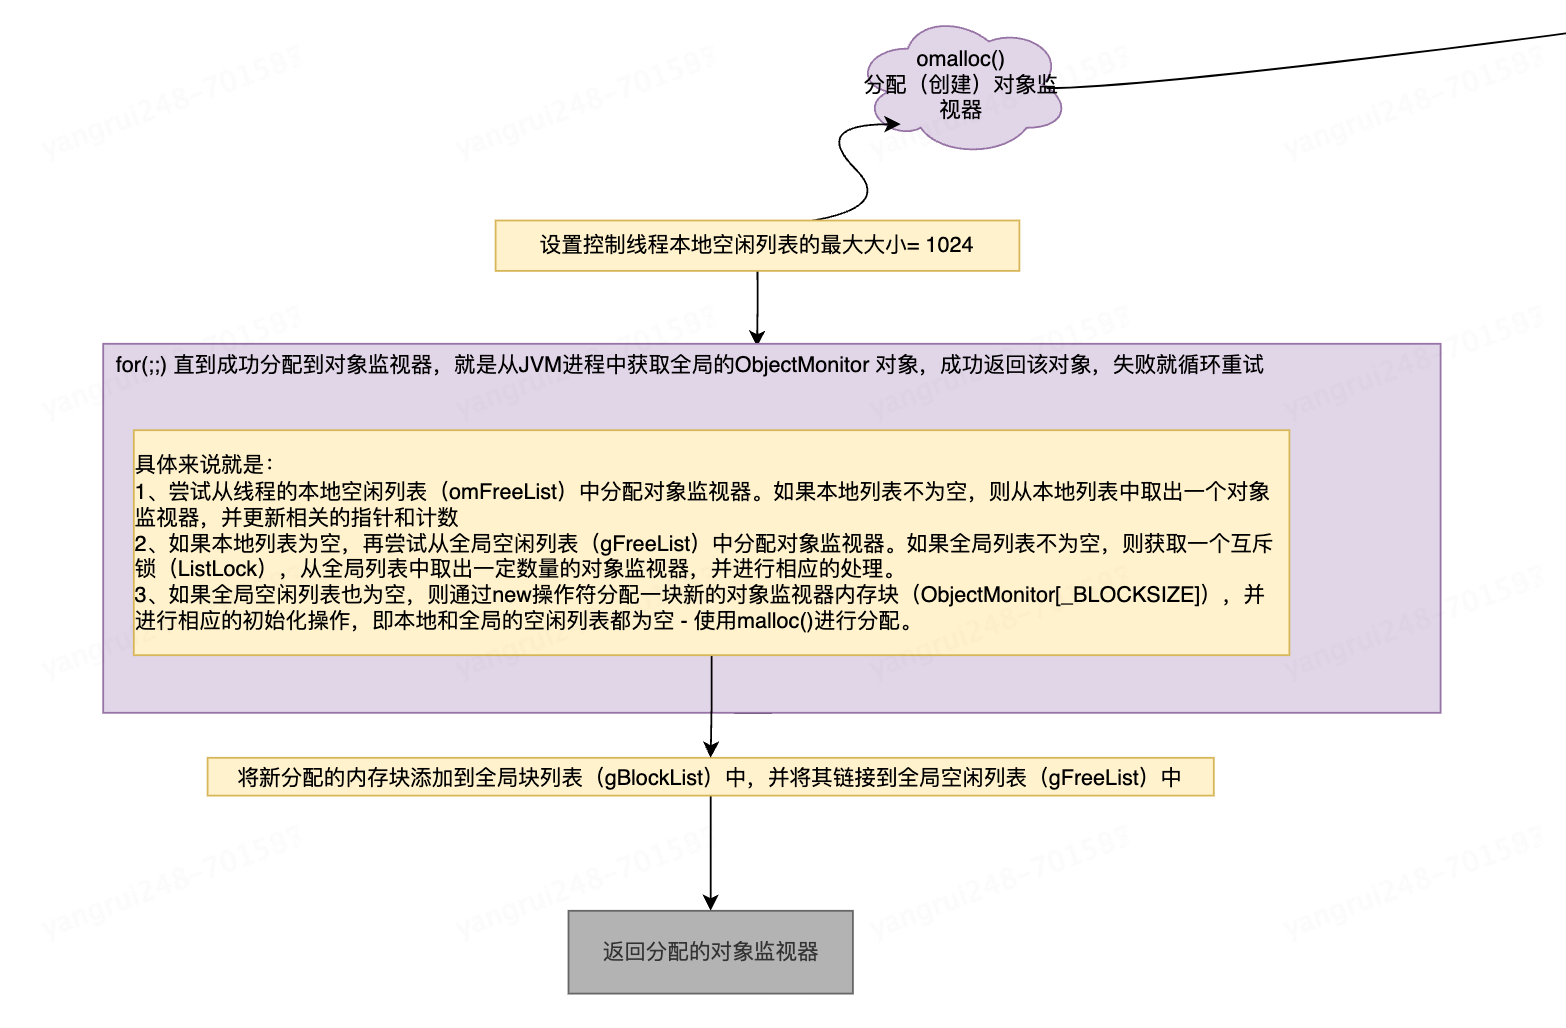 omalloc()
分配（创建）对象监
视器
设置控制线程本地空闲列表的最大大小= 1024
for(;;) 直到成功分配到对象监视器，就是从JVM进程中获取全局的ObjectMonitor 对象，成功返回该对象，失败就循环重试
具体来说就是：
1、尝试从线程的本地空闲列表（omFreeList）中分配对象监视器。如果本地列表不为空，则从本地列表中取出一个对象
监视器，并更新相关的指针和计数
2、如果本地列表为空，再尝试从全局空闲列表（gFreeList）中分配对象监视器。如果全局列表不为空，则获取一个互斥
锁（ListLock），从全局列表中取出一定数量的对象监视器，并进行相应的处理。
3、如果全局空闲列表也为空，则通过new操作符分配一块新的对象监视器内存块（ObjectMonitor[_BLOCKSIZE]），并
进行相应的初始化操作，即本地和全局的空闲列表都为空 - 使用malloc()进行分配。
将新分配的内存块添加到全局块列表（gBlockList）中，并将其链接到全局空闲列表（gFreeList）中
返回分配的对象监视器
yangrui248-701597